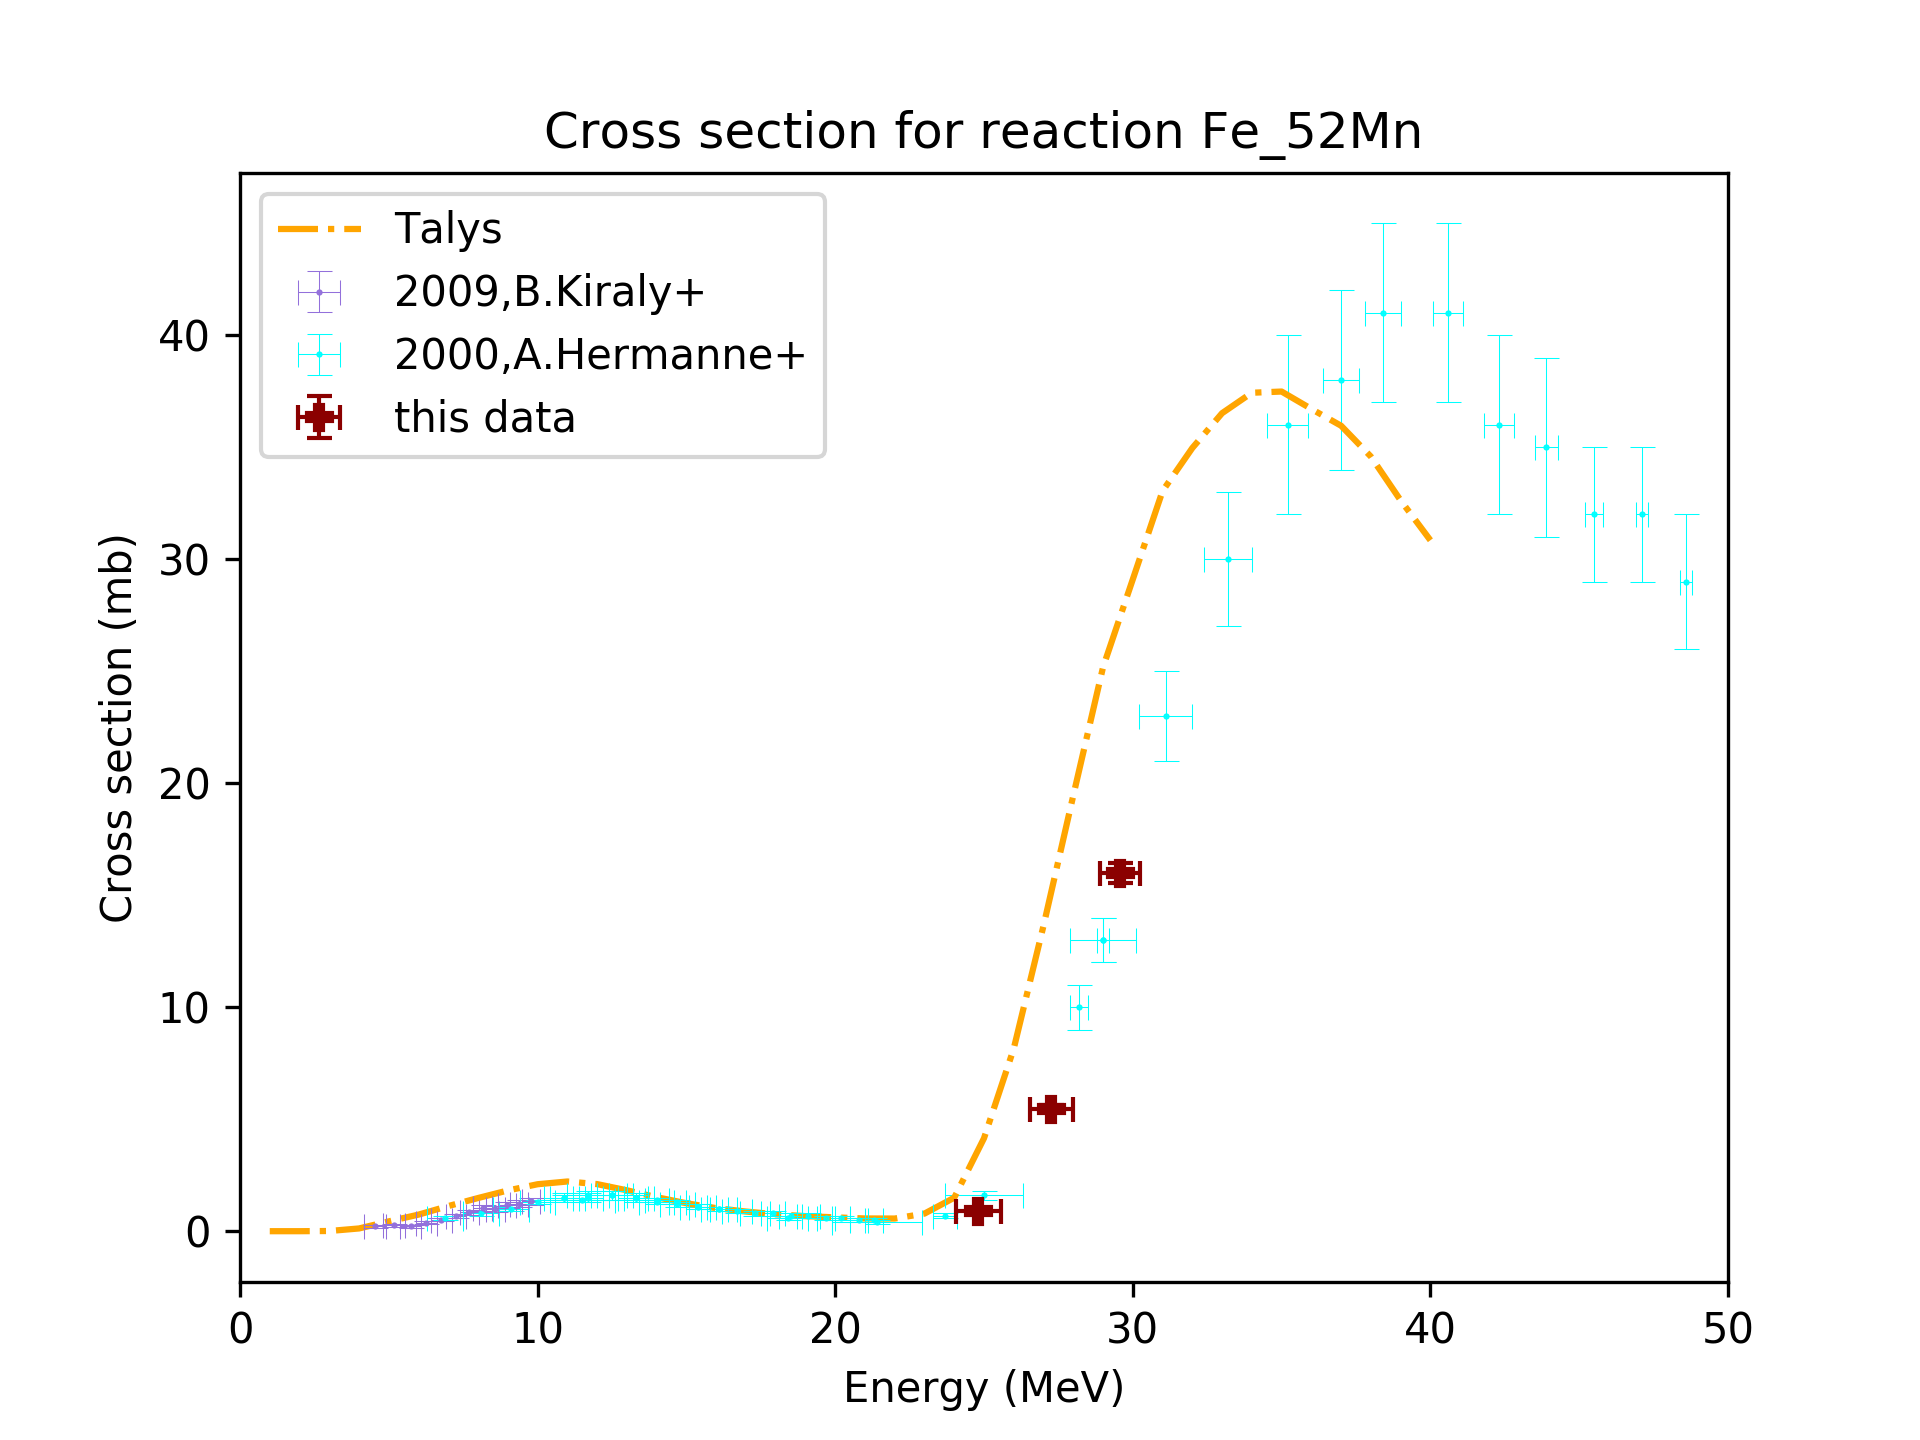 Cross section for reaction Fe_52Mn
Talys
2009,B.Kiraly+
2000,A.Hermanne+
this data
Cross section (mb)
40
30
20
10
0
0 10 20 30 40 50
Energy (MeV)